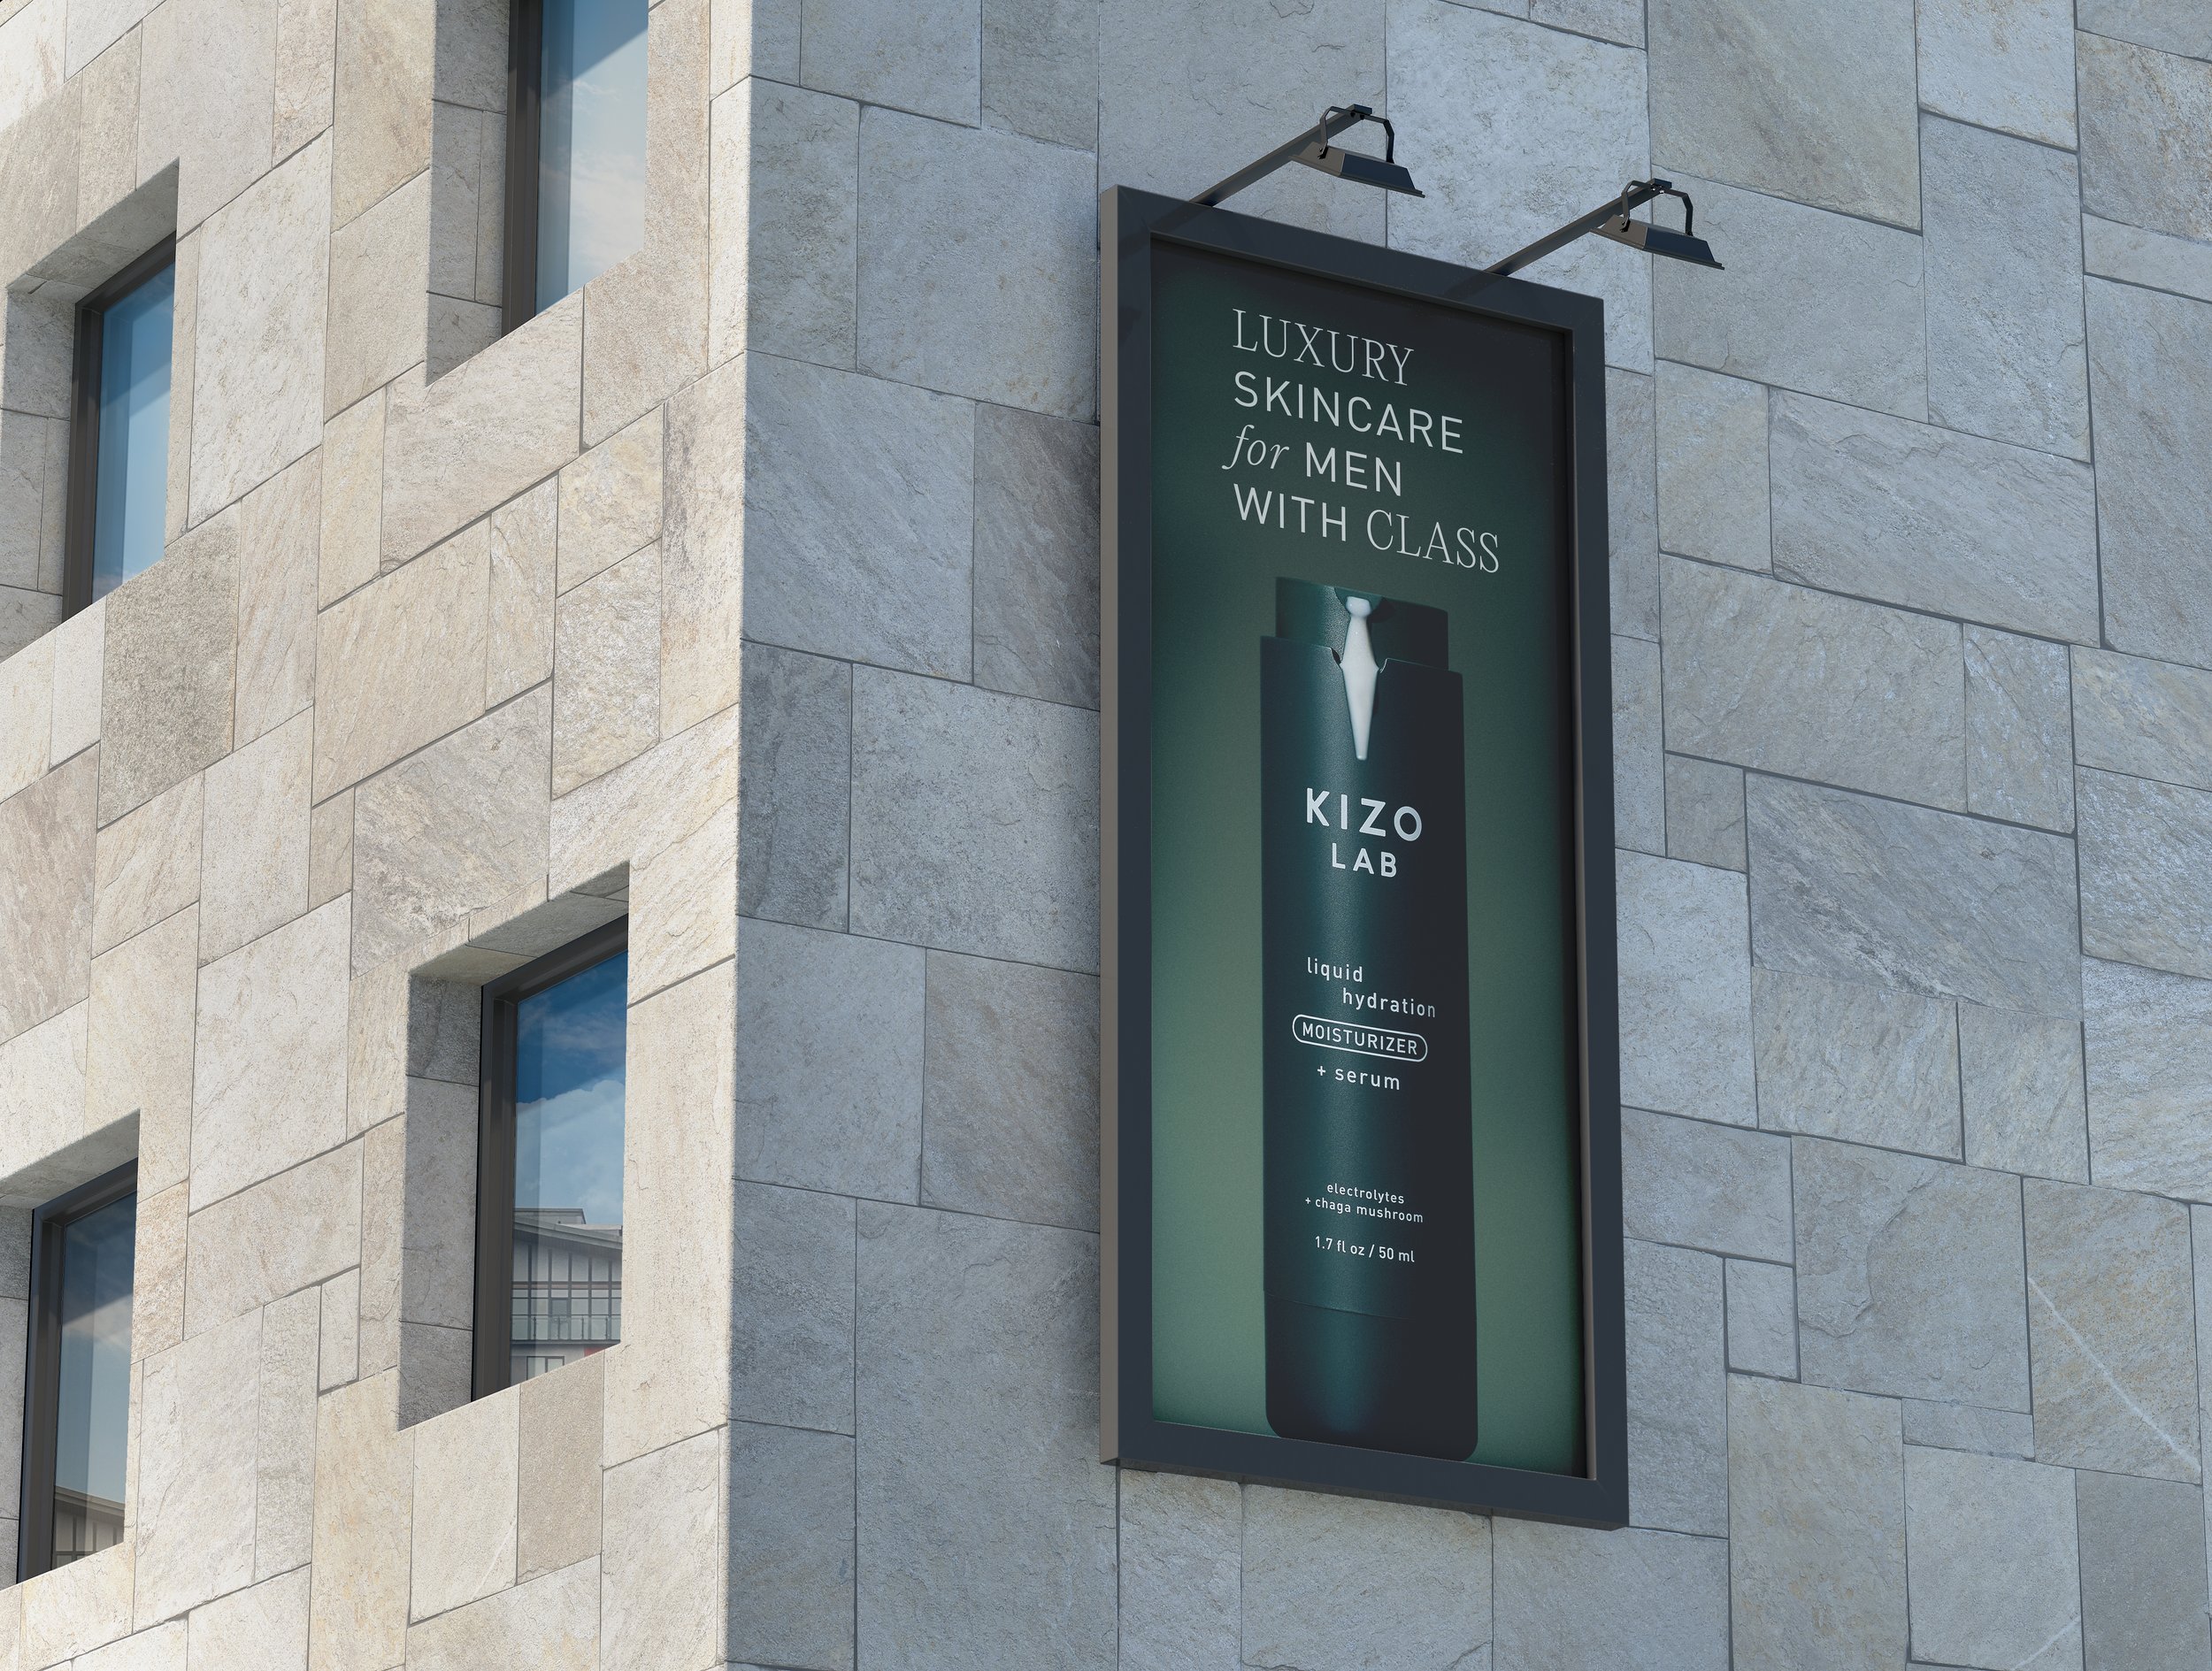 LUXURY
SKINCARE
for MEN
WITH CLASS
KIZO
LAB
liquid
hydration
MOISTURIZER
+ serum
electrolytes
+ chaga mushroom
1.7 fl oz / 50 ml